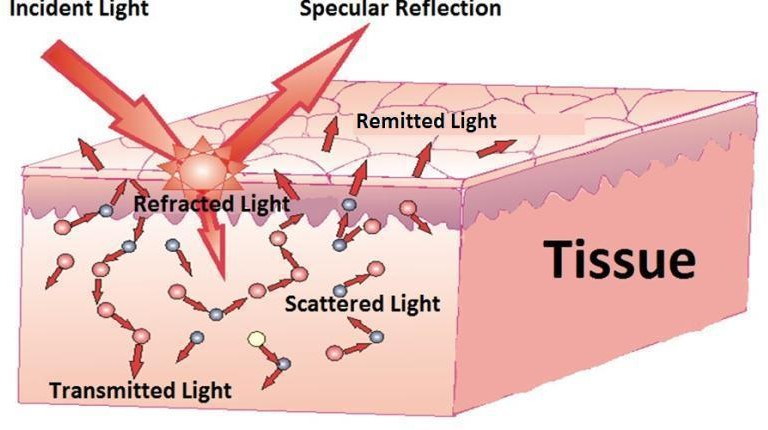 Incident Light
Specular Reflection
Remitted Light
Refracted Light
Tissue
Scattered Light
Transmitted Light